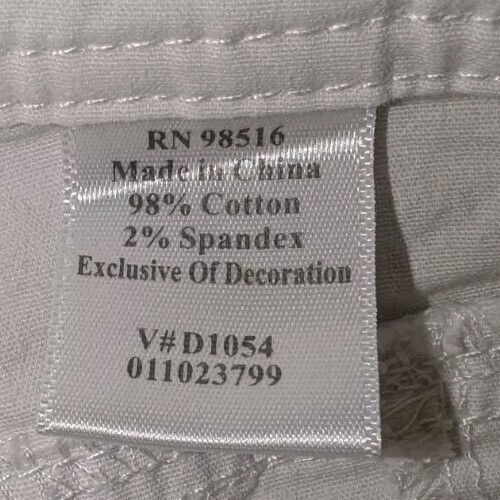 RN 98516
Made in China
98% Cotton
2% Spandex
Exclusive Of Decoration
V# D1054
011023799